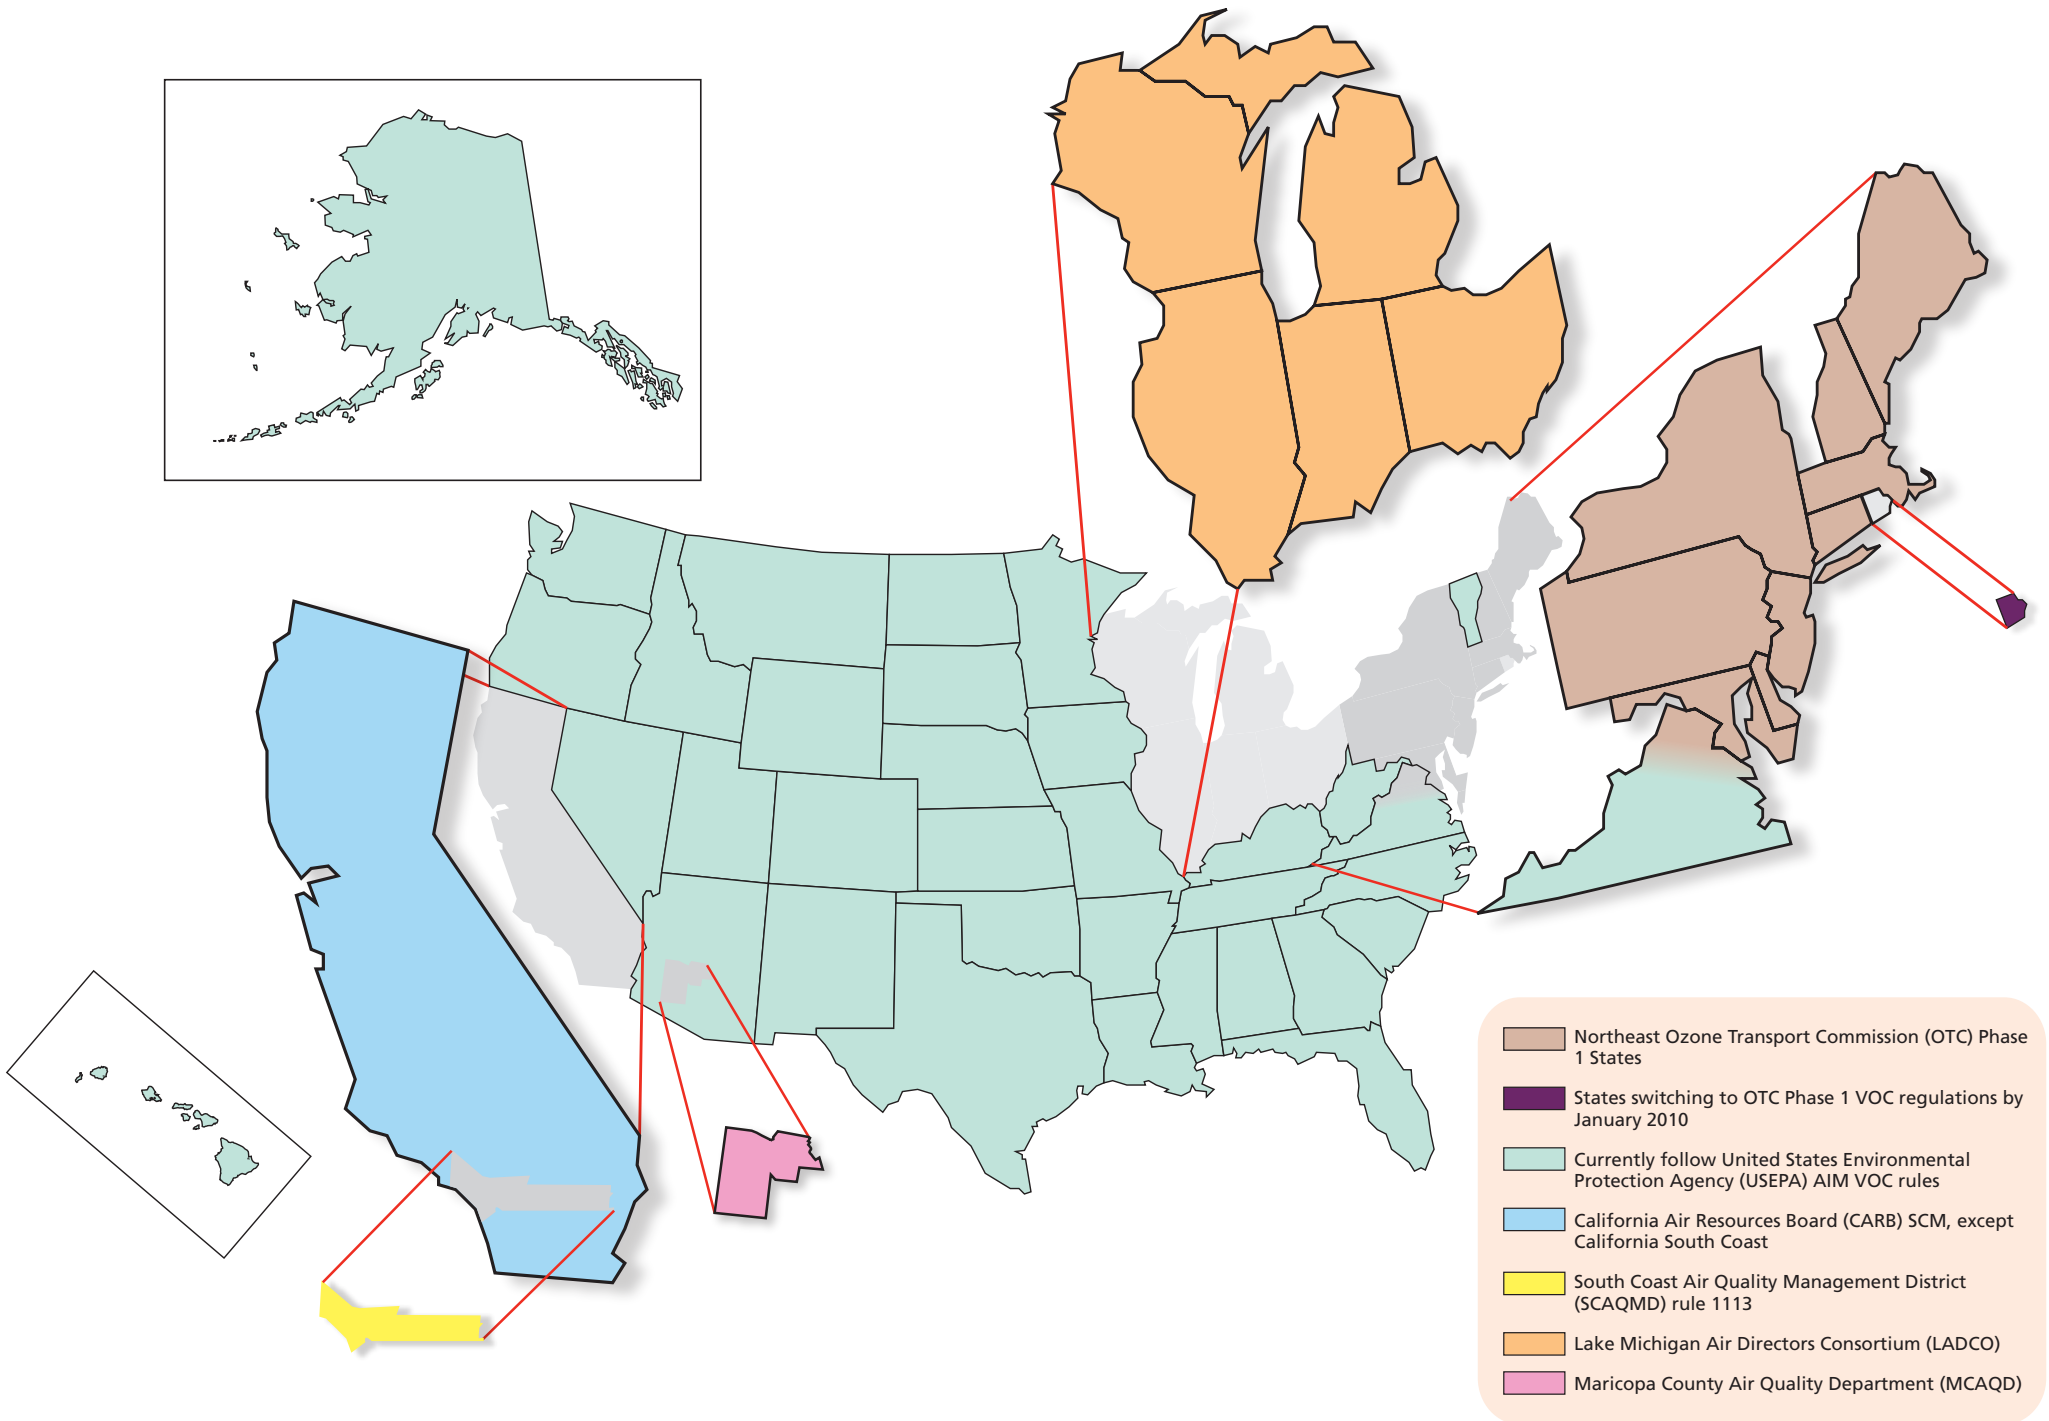 Northeast Ozone Transport Commission (OTC) Phase
1 States
States switching to OTC Phase 1 VOC regulations by
January 2010
Currently follow United States Environmental
Protection Agency (USEPA) AIM VOC rules
California Air Resources Board (CARB) SCM, except
California South Coast
South Coast Air Quality Management District
(SCAQMD) rule 1113
Lake Michigan Air Directors Consortium (LADCO)
Maricopa County Air Quality Department (MCAQD)